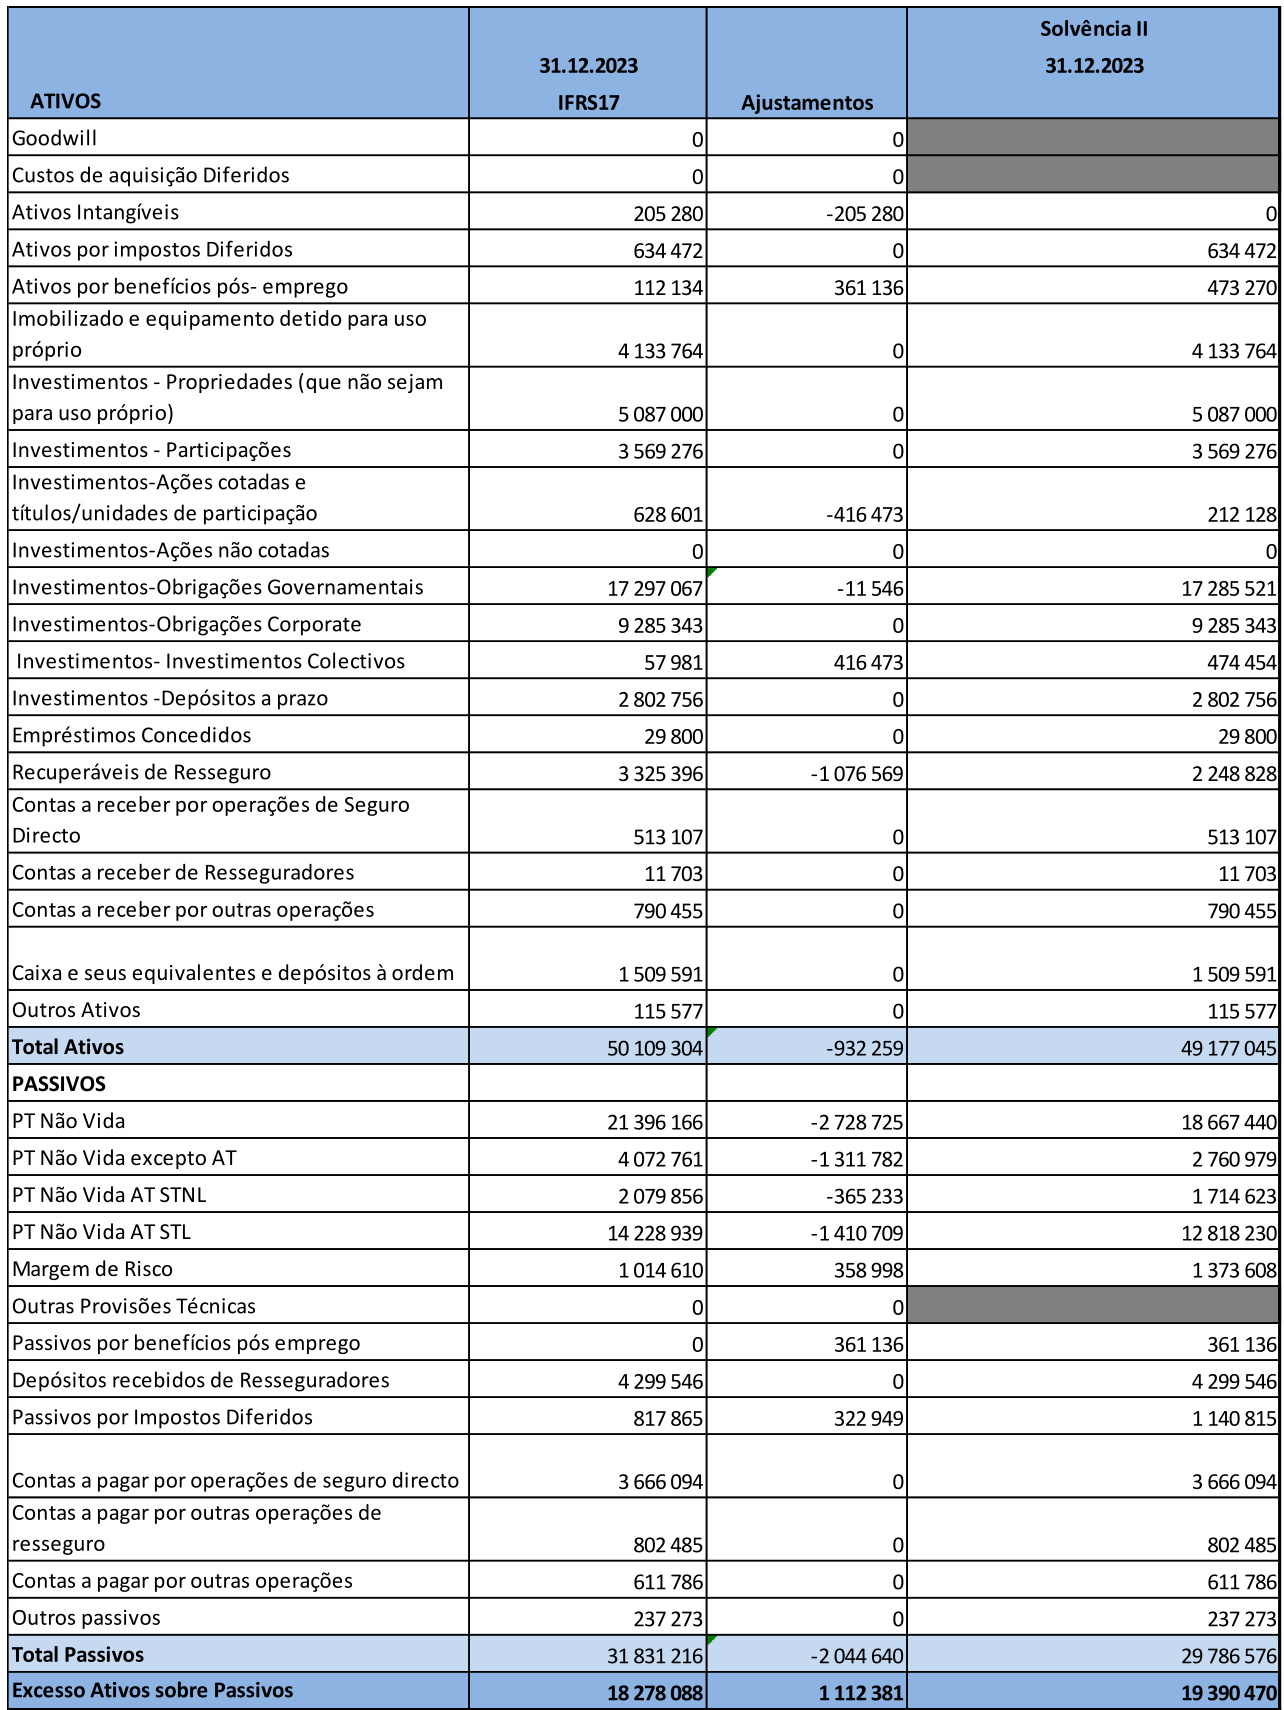 Solvência II
31.12.2023 31.12.2023
ATIVOS IFRS17 Ajustamentos
Goodwill 0 0
Custos de aquisição Diferidos 0 0
Ativos Intangíveis 205 280 -205 280 0
Ativos por impostos Diferidos 634 472 0 634 472
Ativos por benefícios pós- emprego 112 134 361 136 473 270
Imobilizado e equipamento detido para uso
próprio 4 133 764 0 4 133 764
Investimentos - Propriedades (que não sejam
para uso próprio) 5 087 000 0 5 087 000
Investimentos - Participações 3 569 276 0 3 569 276
Investimentos-Ações cotadas e
títulos/unidades de participação 628 601 -416 473 212 128
Investimentos-Ações não cotadas 0 0 0
Investimentos-Obrigações Governamentais 17 297 067 -11 546 17 285 521
Investimentos-Obrigações Corporate 9 285 343 0 9 285 343
Investimentos- Investimentos Colectivos 57 981 416 473 474 454
Investimentos -Depósitos a prazo 2 802 756 0 2 802 756
Empréstimos Concedidos 29 800 0 29 800
Recuperáveis de Resseguro 3 325 396 -1 076 569 2 248 828
Contas a receber por operações de Seguro
Directo 513 107 0 513 107
Contas a receber de Resseguradores 11 703 0 11 703
Contas a receber por outras operações 790 455 0 790 455
Caixa e seus equivalentes e depósitos à ordem 1 509 591 0 1 509 591
Outros Ativos 115 577 0 115 577
Total Ativos 50 109 304 -932 259 49 177 045
PASSIVOS
PT Não Vida 21 396 166 -2 728 725 18 667 440
PT Não Vida excepto AT 4 072 761 -1 311 782 2 760 979
PT Não Vida AT STNL 2 079 856 -365 233 1 714 623
PT Não Vida AT STL 14 228 939 -1 410 709 12 818 230
Margem de Risco 1 014 610 358 998 1 373 608
Outras Provisões Técnicas 0 0
Passivos por benefícios pós emprego 0 361 136 361 136
Depósitos recebidos de Resseguradores 4 299 546 0 4 299 546
Passivos por Impostos Diferidos 817 865 322 949 1 140 815
Contas a pagar por operações de seguro directo 3 666 094 0 3 666 094
Contas a pagar por outras operações de
resseguro 802 485 0 802 485
Contas a pagar por outras operações 611 786 0 611 786
Outros passivos 237 273 0 237 273
Total Passivos 31 831 216 -2 044 640 29 786 576
Excesso Ativos sobre Passivos 18 278 088 1 112 381 19 390 470